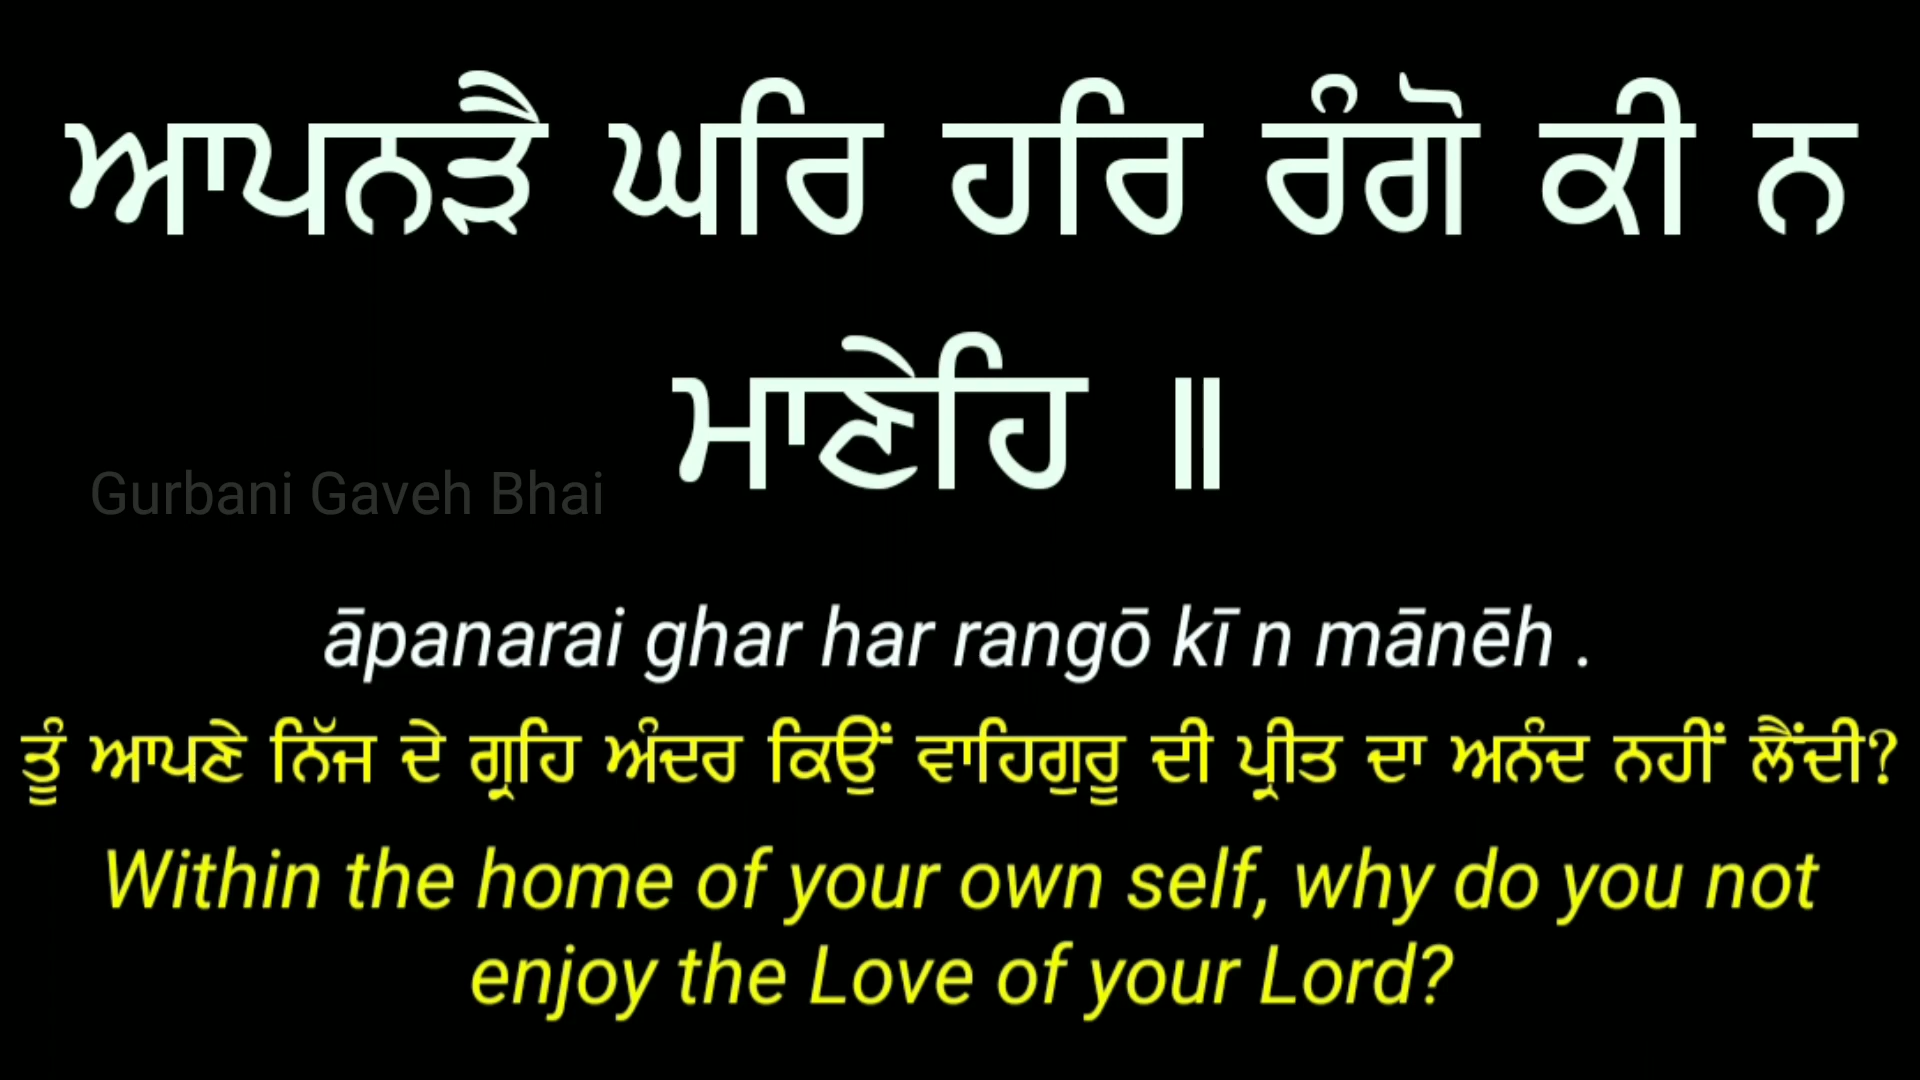 ਆਪਨੜੈ ਘਰਿ ਹਰਿ ਰੰਗੋ ਕੀ ਨ
ਮਾਣੇਹਿ ॥
Gurbani Gaveh Bhai
āpanarai ghar har rangō kī n mānēh .
ਤੂੰ ਆਪਣੇ ਨਿੱਜ ਦੇ ਗ੍ਰਹਿ ਅੰਦਰ ਕਿਉਂ ਵਾਹਿਗੁਰੂ ਦੀ ਪ੍ਰੀਤ ਦਾ ਅਨੰਦ ਨਹੀਂ ਲੈਂਦੀ?
Within the home of your own self, why do you not
enjoy the Love of your Lord?